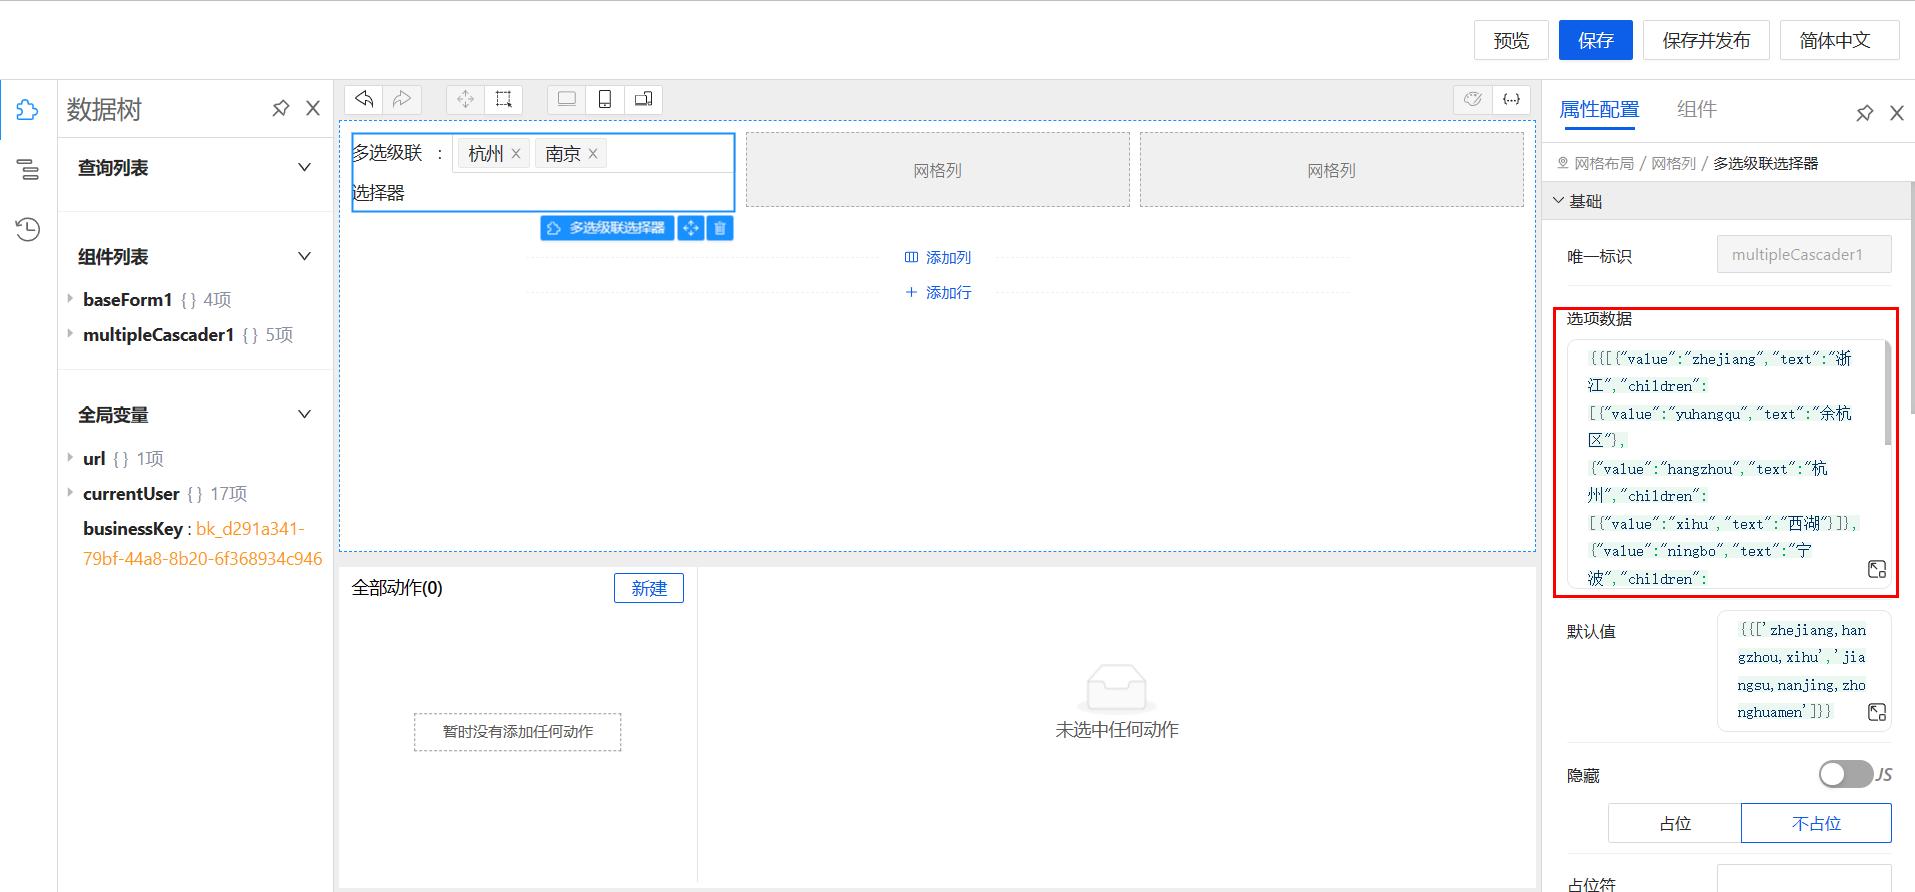 预览
保存
保存并发布
简体中文
数据树
查询列表
组件列表
baseForm1 {} 4项
multipleCascader1 {} 5项
全局变量
url {} 1项
currentUser {} 17项
businessKey : bk_d291a341-
79bf-44a8-8b20-6f368934c946
多选级联 :
选择器
杭州 ×
南京 ×
网格列
网格列
多选级联选择器
添加列
+ 添加行
全部动作(0)
新建
暂时没有添加任何动作
未选中任何动作
属性配置
组件
网格布局 / 网格列 / 多选级联选择器
基础
唯一标识
multipleCascader1
选项数据
{{[{"value":"zhejiang","text":"浙
江","children":
[{"value":"yuhangqu","text":"余杭
区"},
{"value":"hangzhou","text":"杭
州","children":
[{"value":"xihu","text":"西湖"}]},
{"value":"ningbo","text":"宁
波","children":
默认值
{{['zhejiang,han
gzhou,xihu','jia
ngsu,nanjing,zho
nghuamen']}}
隐藏
JS
占位
不占位
占位符